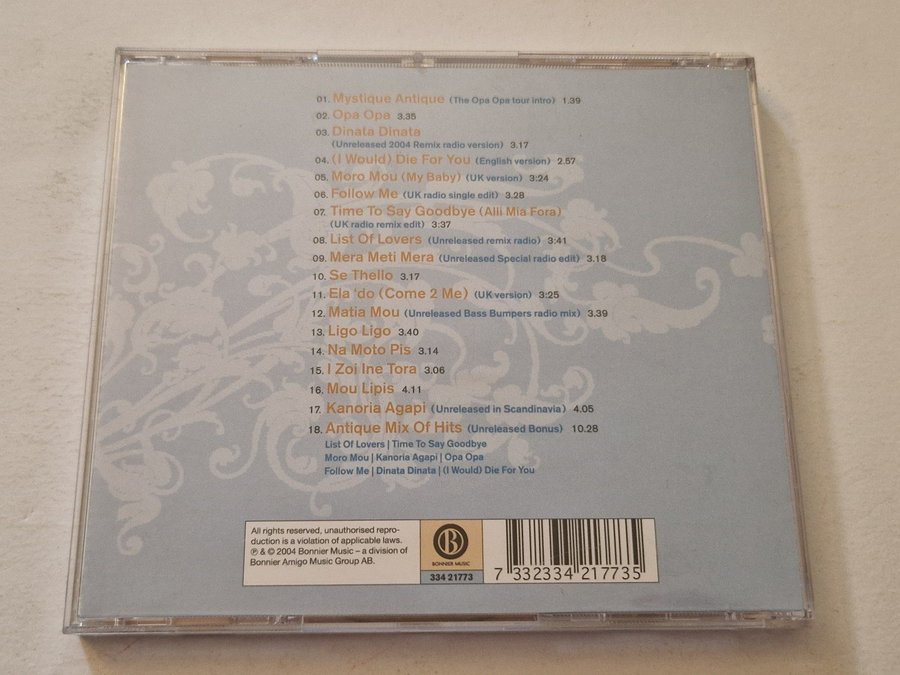 01. Mystique Antique (The Opa Opa tour intro) 1.39
02. Opa Opa 3.35
03. Dinata Dinata
(Unreleased 2004 Remix radio version) 3.17
04. (I Would) Die For You (English version) 2.57
05. Moro Mou (My Baby) (UK version) 3:24
06. Follow Me (UK radio single edit) 3.28
07. Time To Say Goodbye (Alli Mia Fora)
(UK radio remix edit) 3:37
08. List Of Lovers (Unreleased remix radio) 3:41
09. Mera Meti Mera (Unreleased Special radio edit) 3.18
10. Se Thello 3.17
11. Ela 'do (Come 2 Me) (UK version) 3:25
12. Matia Mou (Unreleased Bass Bumpers radio mix) 3.39
13. Ligo Ligo 3.40
14. Na Moto Pis 3.14
15. I Zoi Ine Tora 3.06
16. Mou Lipis 4.11
17. Kanoria Agapi (Unreleased in Scandinavia) 4.05
18. Antique Mix Of Hits (Unreleased Bonus) 10.28
List Of Lovers | Time To Say Goodbye
Moro Mou | Kanoria Agapi | Opa Opa
Follow Me | Dinata Dinata | (I Would) Die For You
All rights reserved, unauthorised repro-
duction is a violation of applicable laws.
℗ & © 2004 Bonnier Music – a division of
Bonnier Amigo Music Group AB.
B
BONNIER MUSIC
334 21773
7 332334 217735